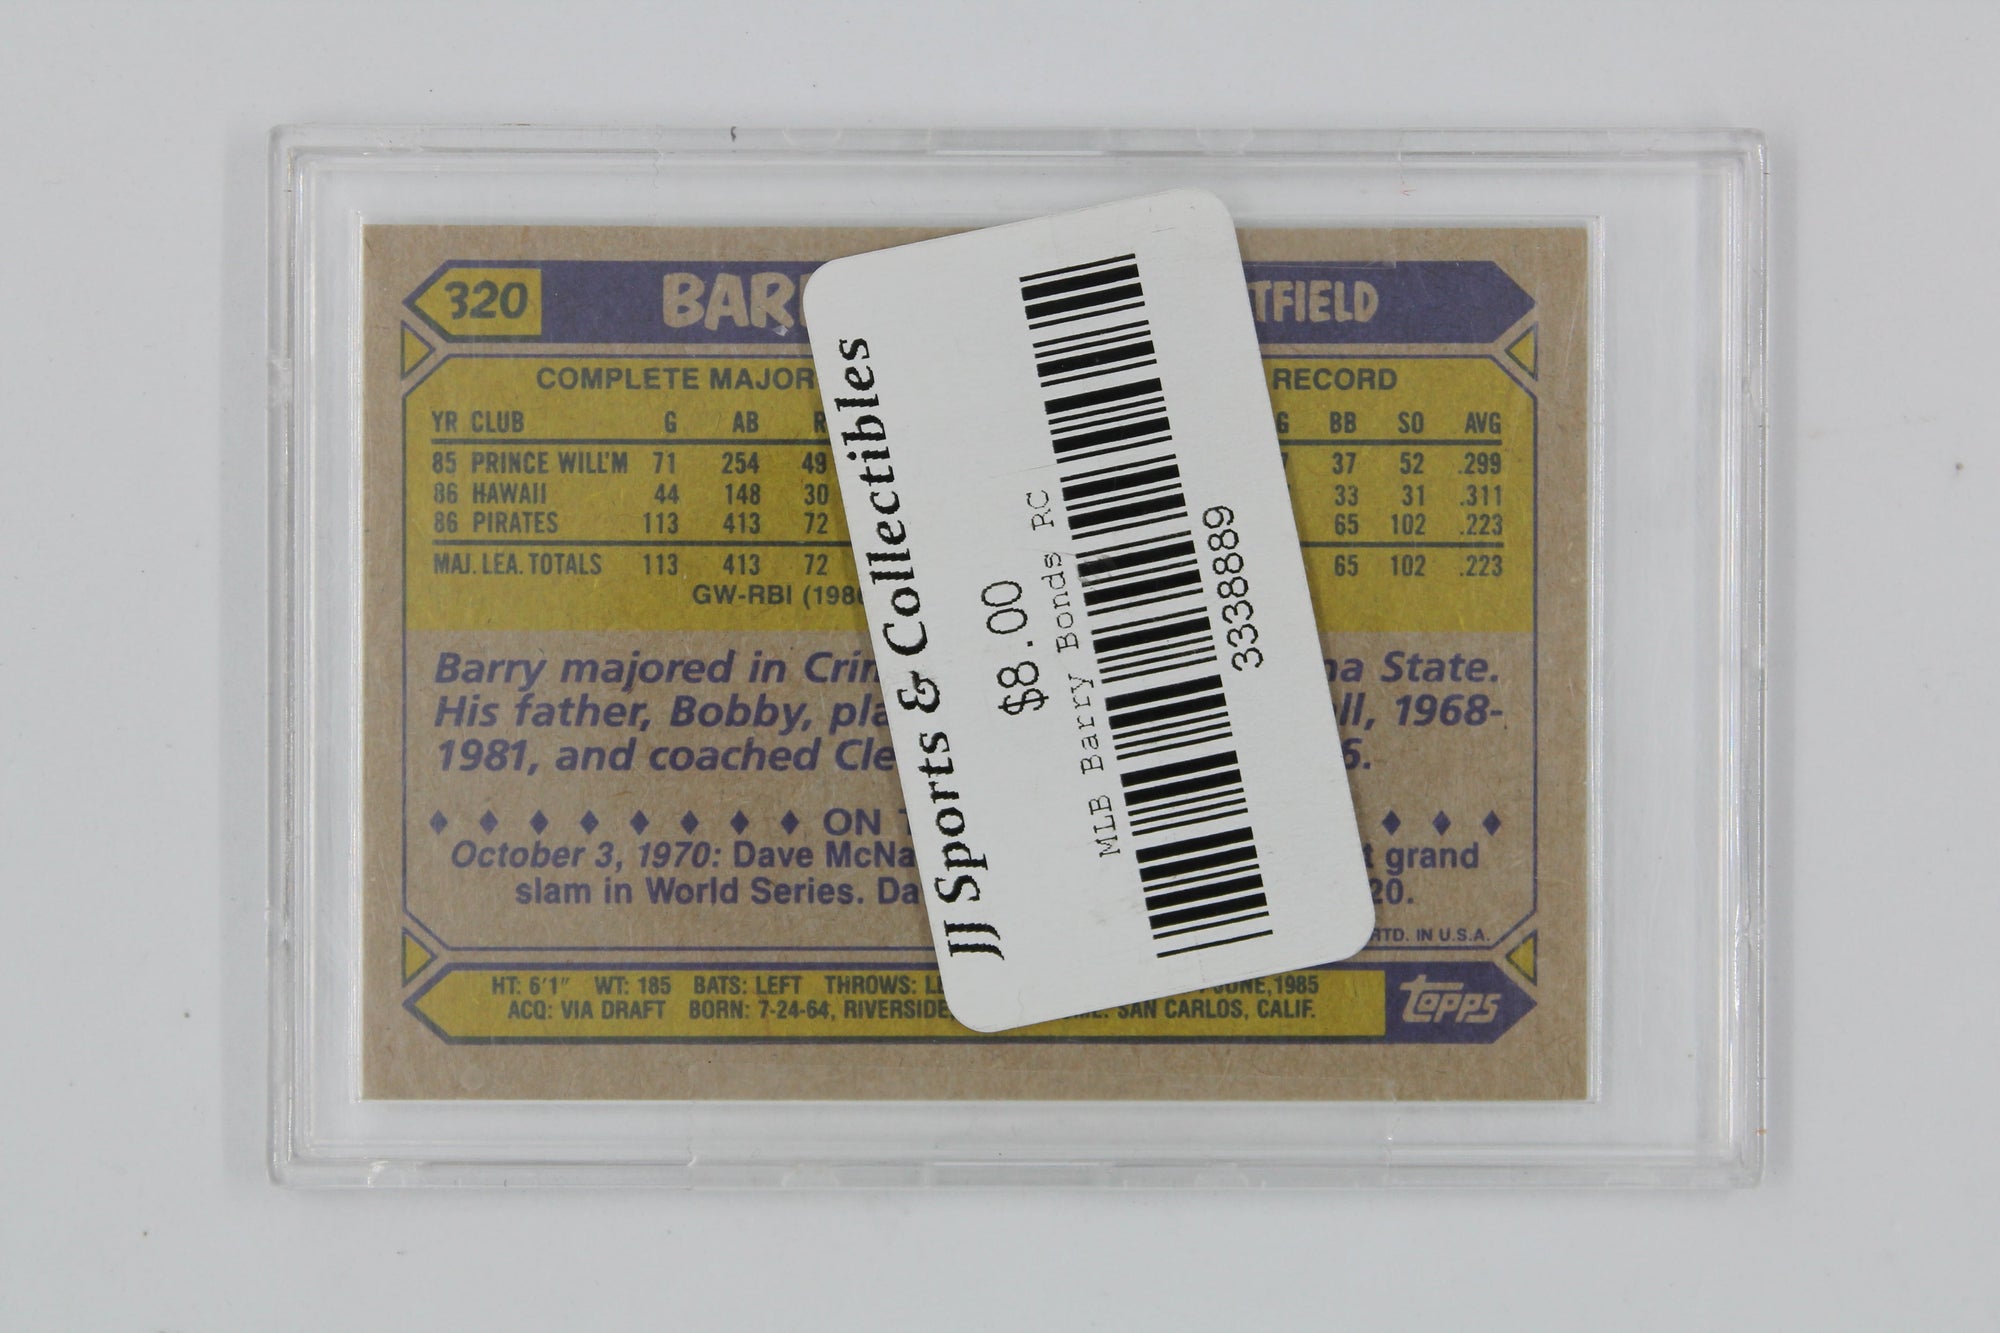 320 BAR TFIELD
COMPLETE MAJOR RECORD
YR CLUB G AB R G BB SO AVG
85 PRINCE WILL'M 71 254 49 37 52 .299
86 HAWAII 44 148 30 33 31 .311
86 PIRATES 113 413 72 65 102 .223
MAJ. LEA. TOTALS 113 413 72 65 102 .223
GW-RBI (198
Barry majored in Cri na State.
His father, Bobby, pla ll, 1968-
1981, and coached Cle 6.
ON T
October 3, 1970: Dave McNa t grand
slam in World Series. Da 20.
RTD. IN U.S.A.
HT: 6'1" WT: 185 BATS: LEFT THROWS: L JUNE, 1985
ACQ: VIA DRAFT BORN: 7-24-64, RIVERSIDE, SAN CARLOS, CALIF.
topps
JJ Sports & Collectibles
$8.00
MLB Barry Bonds RC
3338889